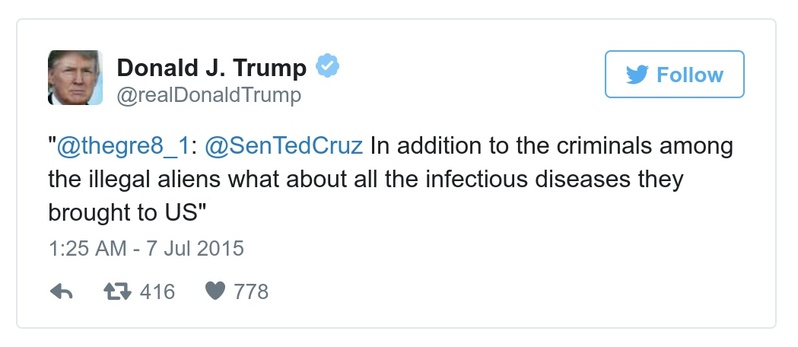 Donald J. Trump
@realDonaldTrump
Follow
"@thegre8_1: @SenTedCruz In addition to the criminals among
the illegal aliens what about all the infectious diseases they
brought to US"
1:25 AM - 7 Jul 2015
416 778